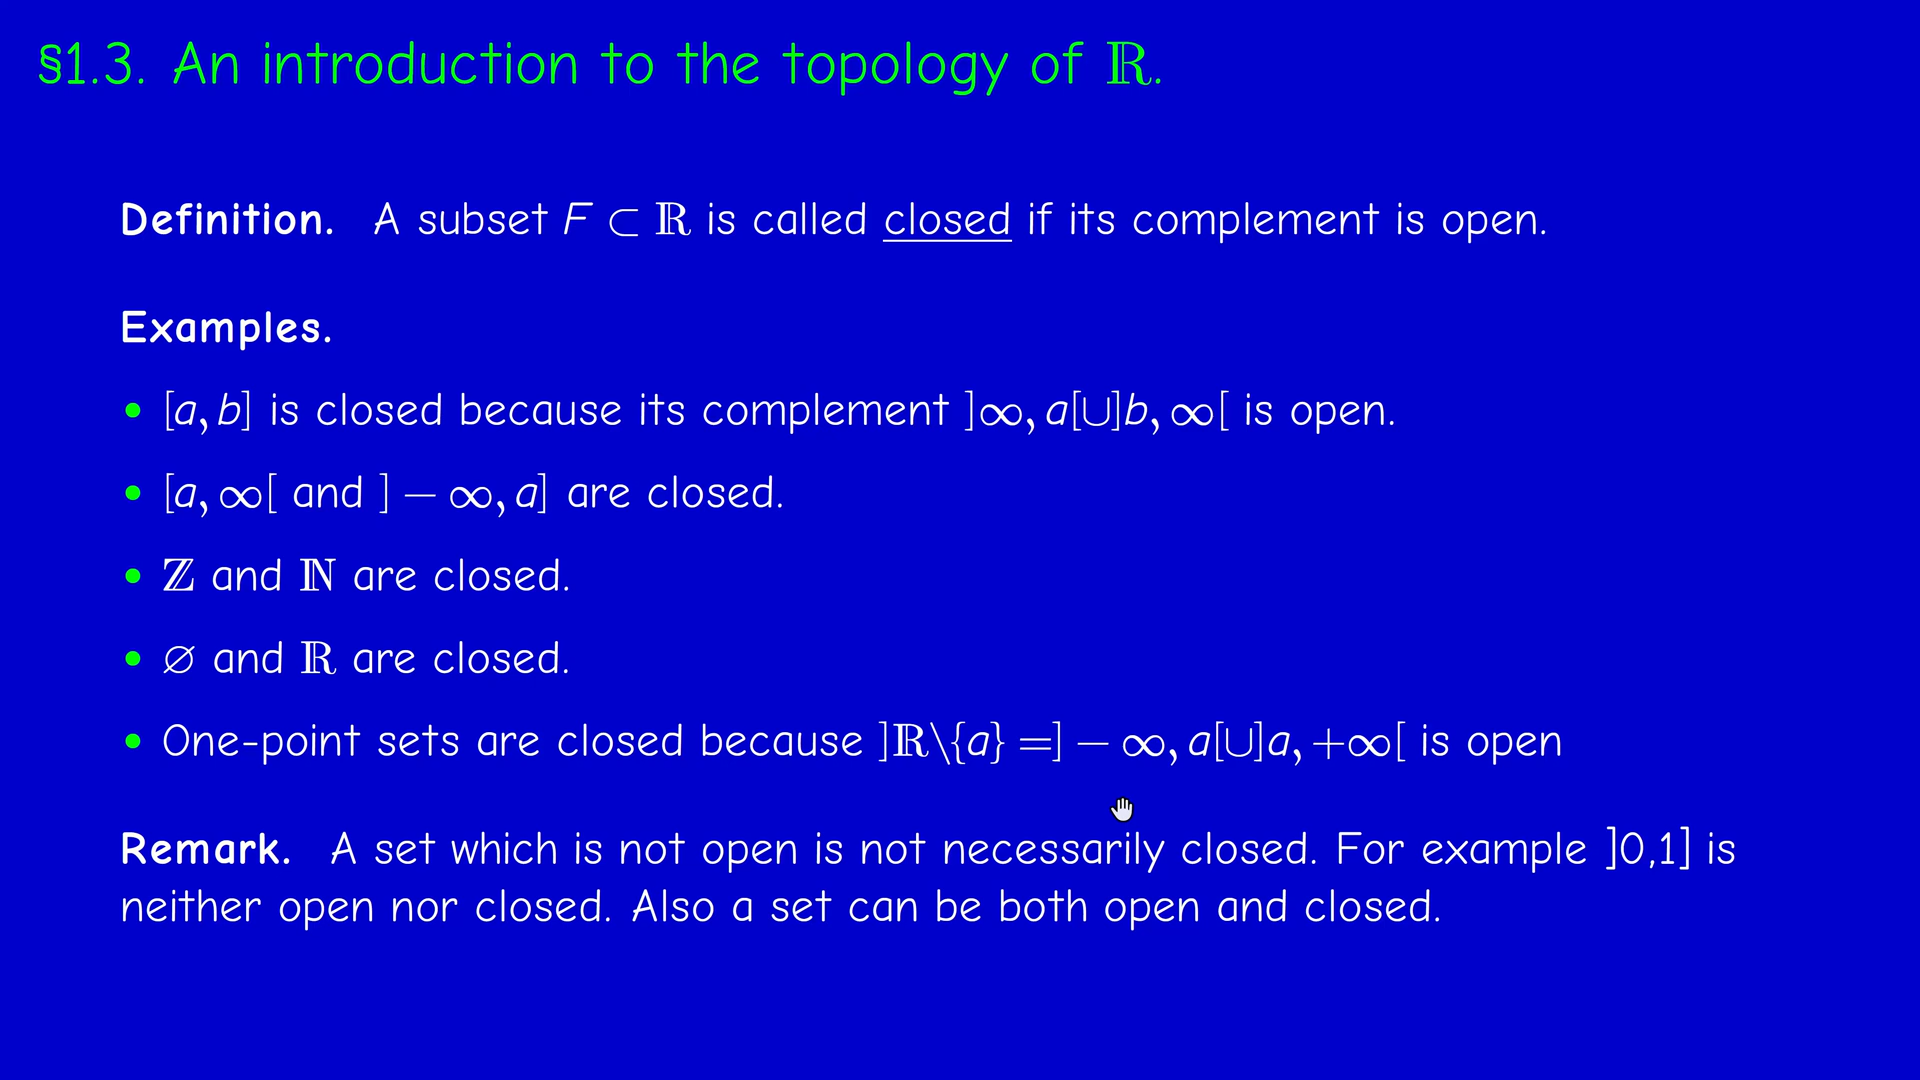 §1.3. An introduction to the topology of ℝ.
Definition. A subset F ⊂ ℝ is called closed if its complement is open.
Examples.
• [a, b] is closed because its complement ]∞, a[∪]b, ∞[ is open.
• [a, ∞[ and ] − ∞, a] are closed.
• ℤ and ℕ are closed.
• ∅ and ℝ are closed.
• One-point sets are closed because ]ℝ\{a} =] − ∞, a[∪]a, +∞[ is open
Remark. A set which is not open is not necessarily closed. For example ]0,1] is
neither open nor closed. Also a set can be both open and closed.